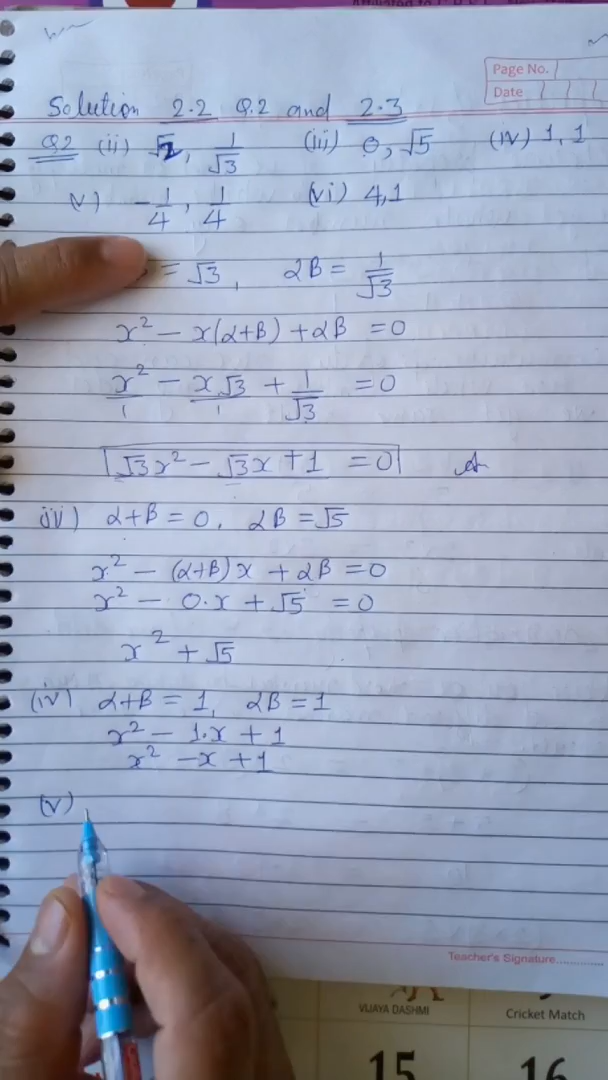 Page No.
Date
Solution 2.2 Q.2 and 2.3
Q2 (ii) √2, 1/√3 (iii) 0, √5 (iv) 1, 1
v) -1/4, 1/4 (vi) 4,1
= √3, αβ = 1/√3
x² - x(α+β) + αβ = 0
x²/1 - x√3/1 + 1/√3 = 0
√3x² - √3x + 1 = 0
α+β = 0, αβ = √5
x² - (α+β)x + αβ = 0
x² - 0.x + √5 = 0
x² + √5
(iv) α+β = 1, αβ = 1
x² - 1.x + 1
x² - x + 1
(v)
Teacher's Signature..............
VIJAYA DASHMI
Cricket Match
15
16